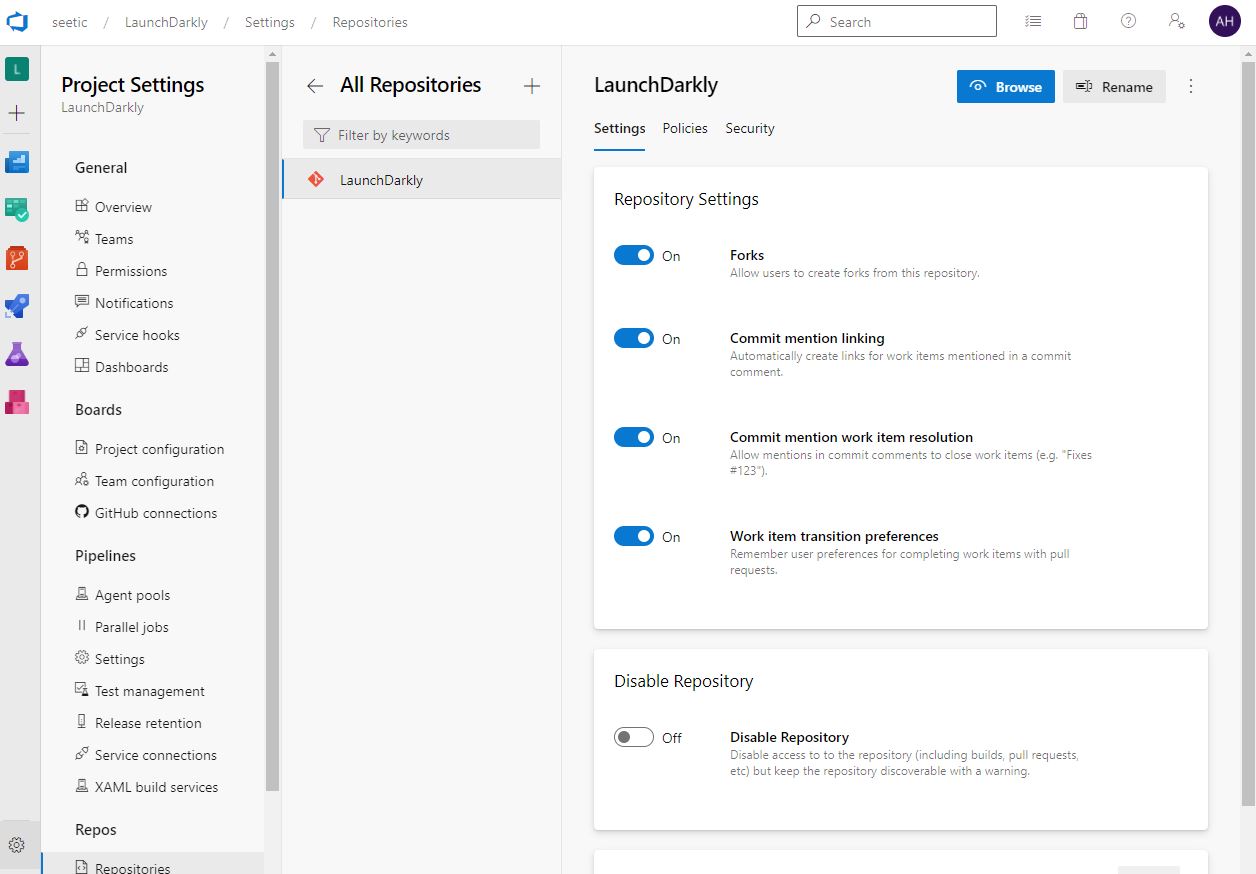 seetic / LaunchDarkly / Settings / Repositories
Search
AH
L
Project Settings
LaunchDarkly
General
Overview
Teams
Permissions
Notifications
Service hooks
Dashboards
Boards
Project configuration
Team configuration
GitHub connections
Pipelines
Agent pools
Parallel jobs
Settings
Test management
Release retention
Service connections
XAML build services
Repos
Repositories
All Repositories
Filter by keywords
LaunchDarkly
LaunchDarkly
Browse
Rename
Settings Policies Security
Repository Settings
On
Forks
Allow users to create forks from this repository.
On
Commit mention linking
Automatically create links for work items mentioned in a commit
comment.
On
Commit mention work item resolution
Allow mentions in commit comments to close work items (e.g. "Fixes
#123").
On
Work item transition preferences
Remember user preferences for completing work items with pull
requests.
Disable Repository
Off
Disable Repository
Disable access to to the repository (including builds, pull requests,
etc) but keep the repository discoverable with a warning.